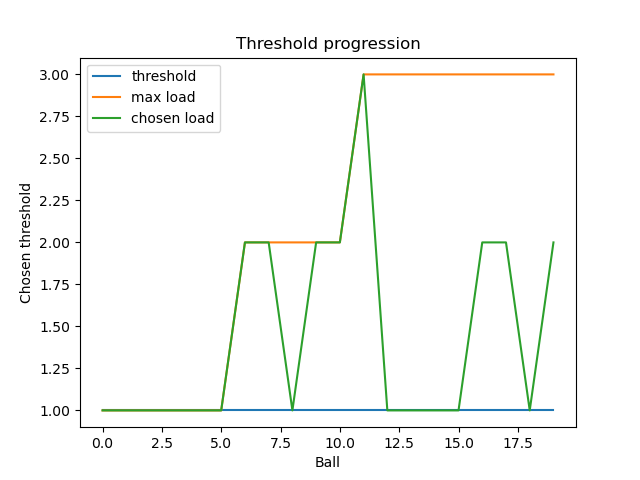 Threshold progression
threshold
max load
chosen load
Chosen threshold
3.00
2.75
2.50
2.25
2.00
1.75
1.50
1.25
1.00
0.0 2.5 5.0 7.5 10.0 12.5 15.0 17.5
Ball